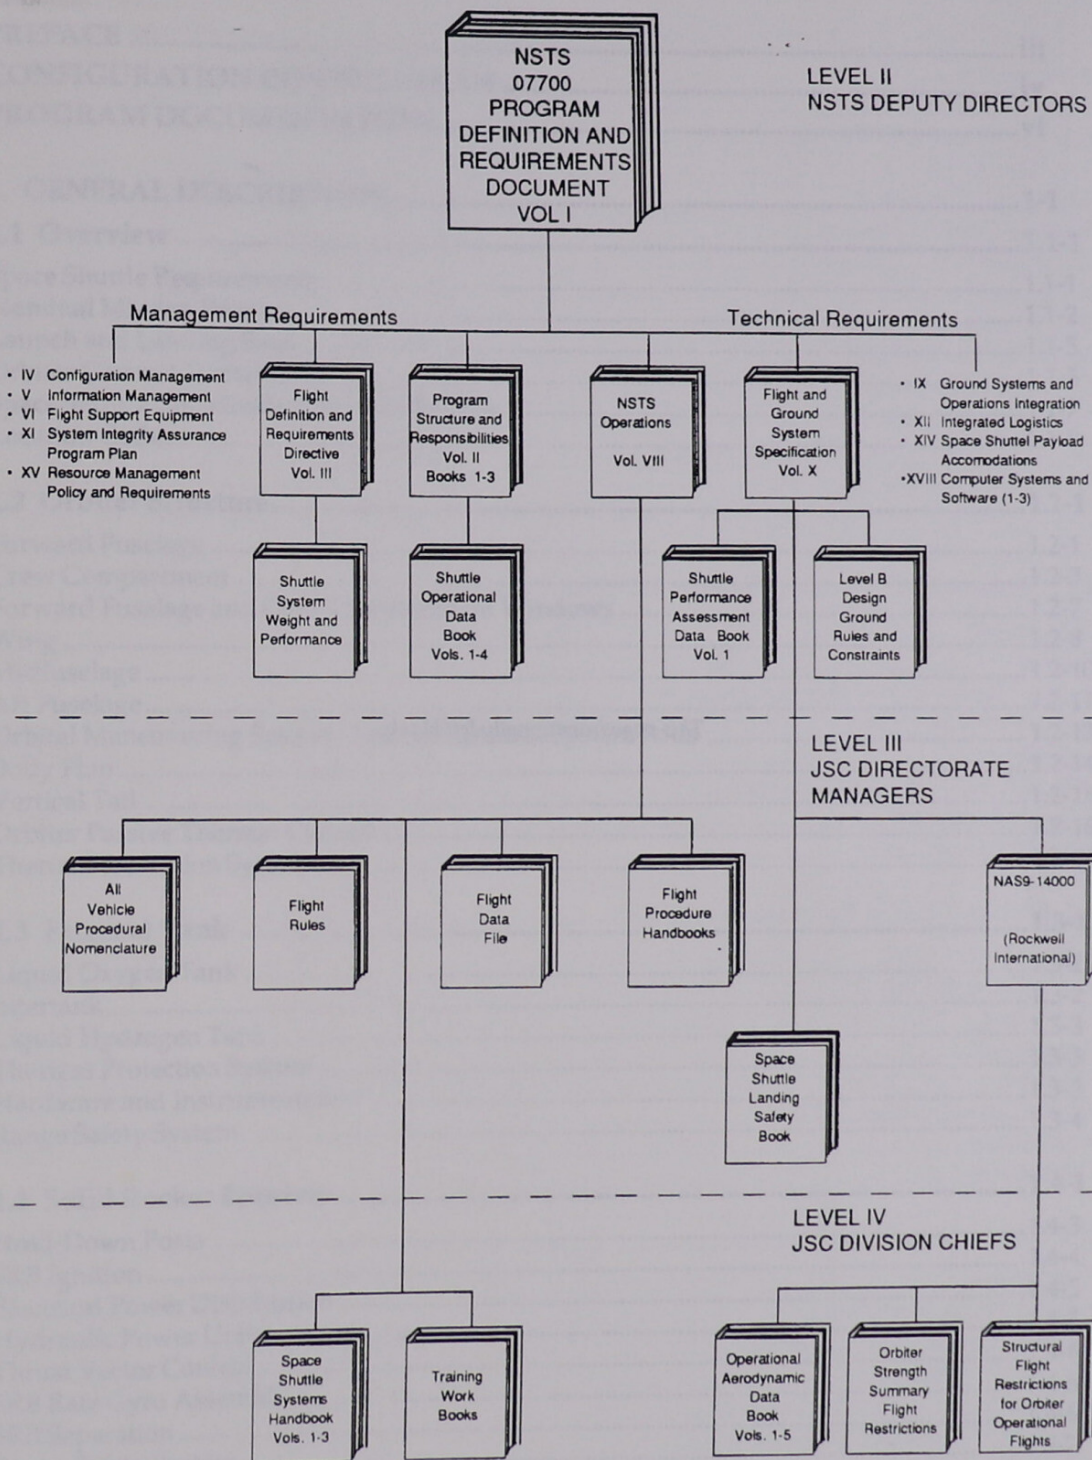 NSTS
07700
PROGRAM
DEFINITION AND
REQUIREMENTS
DOCUMENT
VOL I
LEVEL II
NSTS DEPUTY DIRECTORS
Management Requirements
Technical Requirements
• IV Configuration Management
• V Information Management
• VI Flight Support Equipment
• XI System Integrity Assurance
Program Plan
• XV Resource Management
Policy and Requirements
Flight
Definition and
Requirements
Directive
Vol. III
Program
Structure and
Responsibilities
Vol. II
Books 1-3
NSTS
Operations
Vol. VIII
Flight and
Ground
System
Specification
Vol. X
• IX Ground Systems and
Operations Integration
• XII Integrated Logistics
• XIV Space Shuttel Payload
Accomodations
•XVIII Computer Systems and
Software (1-3)
Shuttle
System
Weight and
Performance
Shuttle
Operational
Data
Book
Vols. 1-4
Shuttle
Performance
Assessment
Data Book
Vol. 1
Level B
Design
Ground
Rules and
Constraints
LEVEL III
JSC DIRECTORATE
MANAGERS
All
Vehicle
Procedural
Nomenclature
Flight
Rules
Flight
Data
File
Flight
Procedure
Handbooks
NAS9-14000
(Rockwell
International)
Space
Shuttle
Landing
Safety
Book
LEVEL IV
JSC DIVISION CHIEFS
Space
Shuttle
Systems
Handbook
Vols. 1-3
Training
Work
Books
Operational
Aerodynamic
Data
Book
Vols. 1-5
Orbiter
Strength
Summary
Flight
Restrictions
Structural
Flight
Restrictions
for Orbiter
Operational
Flights